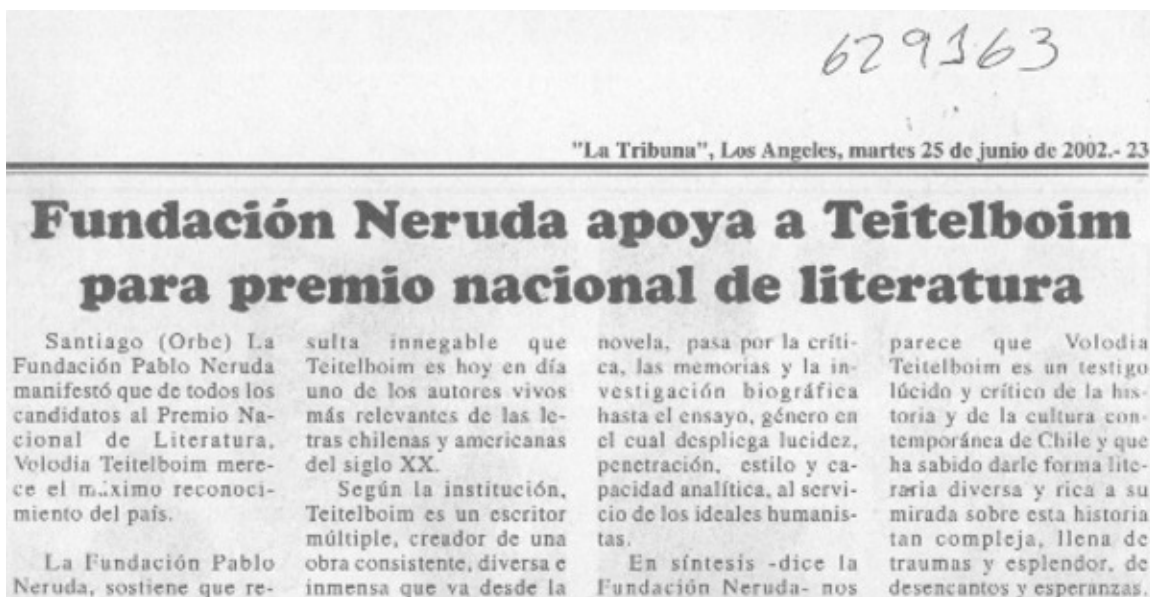 629163
"La Tribuna", Los Angeles, martes 25 de junio de 2002.- 23
Fundación Neruda apoya a Teitelboim
para premio nacional de literatura
Santiago (Orbe) La
Fundación Pablo Neruda
manifestó que de todos los
candidatos al Premio Na-
cional de Literatura,
Volodia Teitelboim mere-
ce el máximo reconoci-
miento del país.
La Fundación Pablo
Neruda, sostiene que re-
sulta innegable que
Teitelboim es hoy en día
uno de los autores vivos
más relevantes de las le-
tras chilenas y americanas
del siglo XX.
Según la institución,
Teitelboim es un escritor
múltiple, creador de una
obra consistente, diversa e
inmensa que va desde la
novela, pasa por la críti-
ca, las memorias y la in-
vestigación biográfica
hasta el ensayo, género en
el cual despliega lucidez,
penetración, estilo y ca-
pacidad analítica, al servi-
cio de los ideales humanis-
tas.
En síntesis -dice la
Fundación Neruda- nos
parece que Volodia
Teitelboim es un testigo
lúcido y crítico de la his-
toria y de la cultura con-
temporánea de Chile y que
ha sabido darle forma lite-
raria diversa y rica a su
mirada sobre esta historia
tan compleja, llena de
traumas y esplendor, de
desencantos y esperanzas.